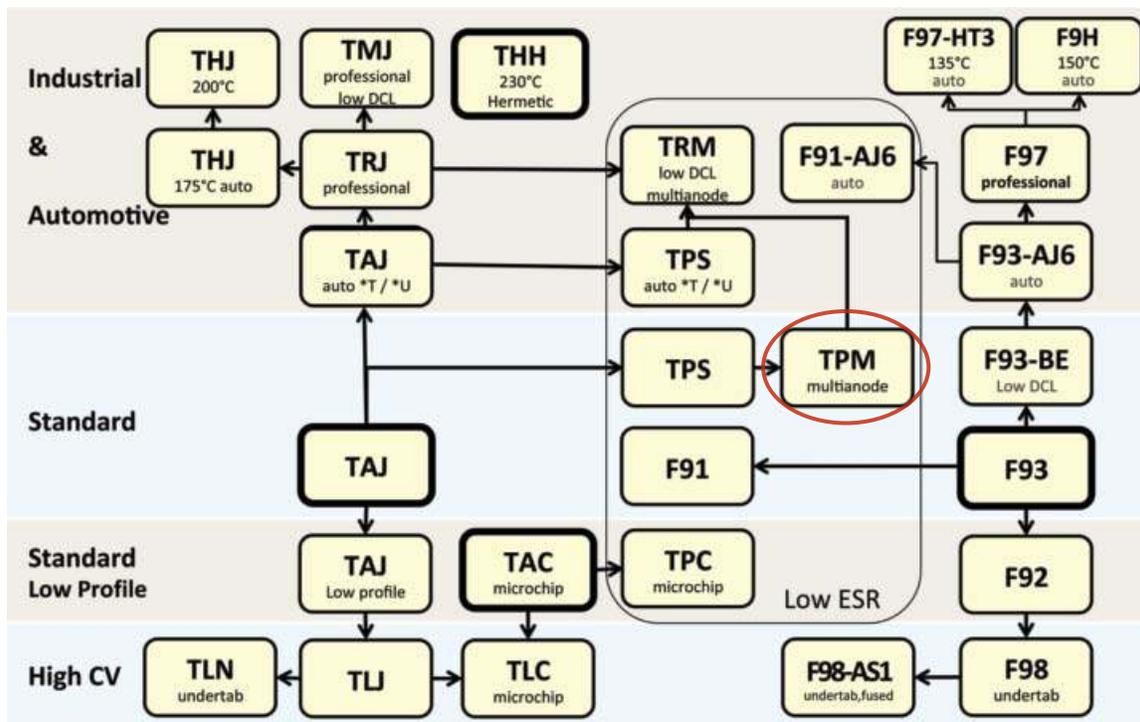 Industrial
&
Automotive
THJ
200°C
TMJ
professional
low DCL
THH
230°C
Hermetic
F97-HT3
135°C
auto
F9H
150°C
auto
THJ
175°C auto
TRJ
professional
TRM
low DCL
multianode
F91-AJ6
auto
F97
professional
TAJ
auto *T / *U
TPS
auto *T / *U
F93-AJ6
auto
Standard
TPS
TPM
multianode
F93-BE
Low DCL
TAJ
F91
F93
Standard
Low Profile
TAJ
Low profile
TAC
microchip
TPC
microchip
Low ESR
F92
High CV
TLN
undertab
TLJ
TLC
microchip
F98-AS1
undertab,fused
F98
undertab